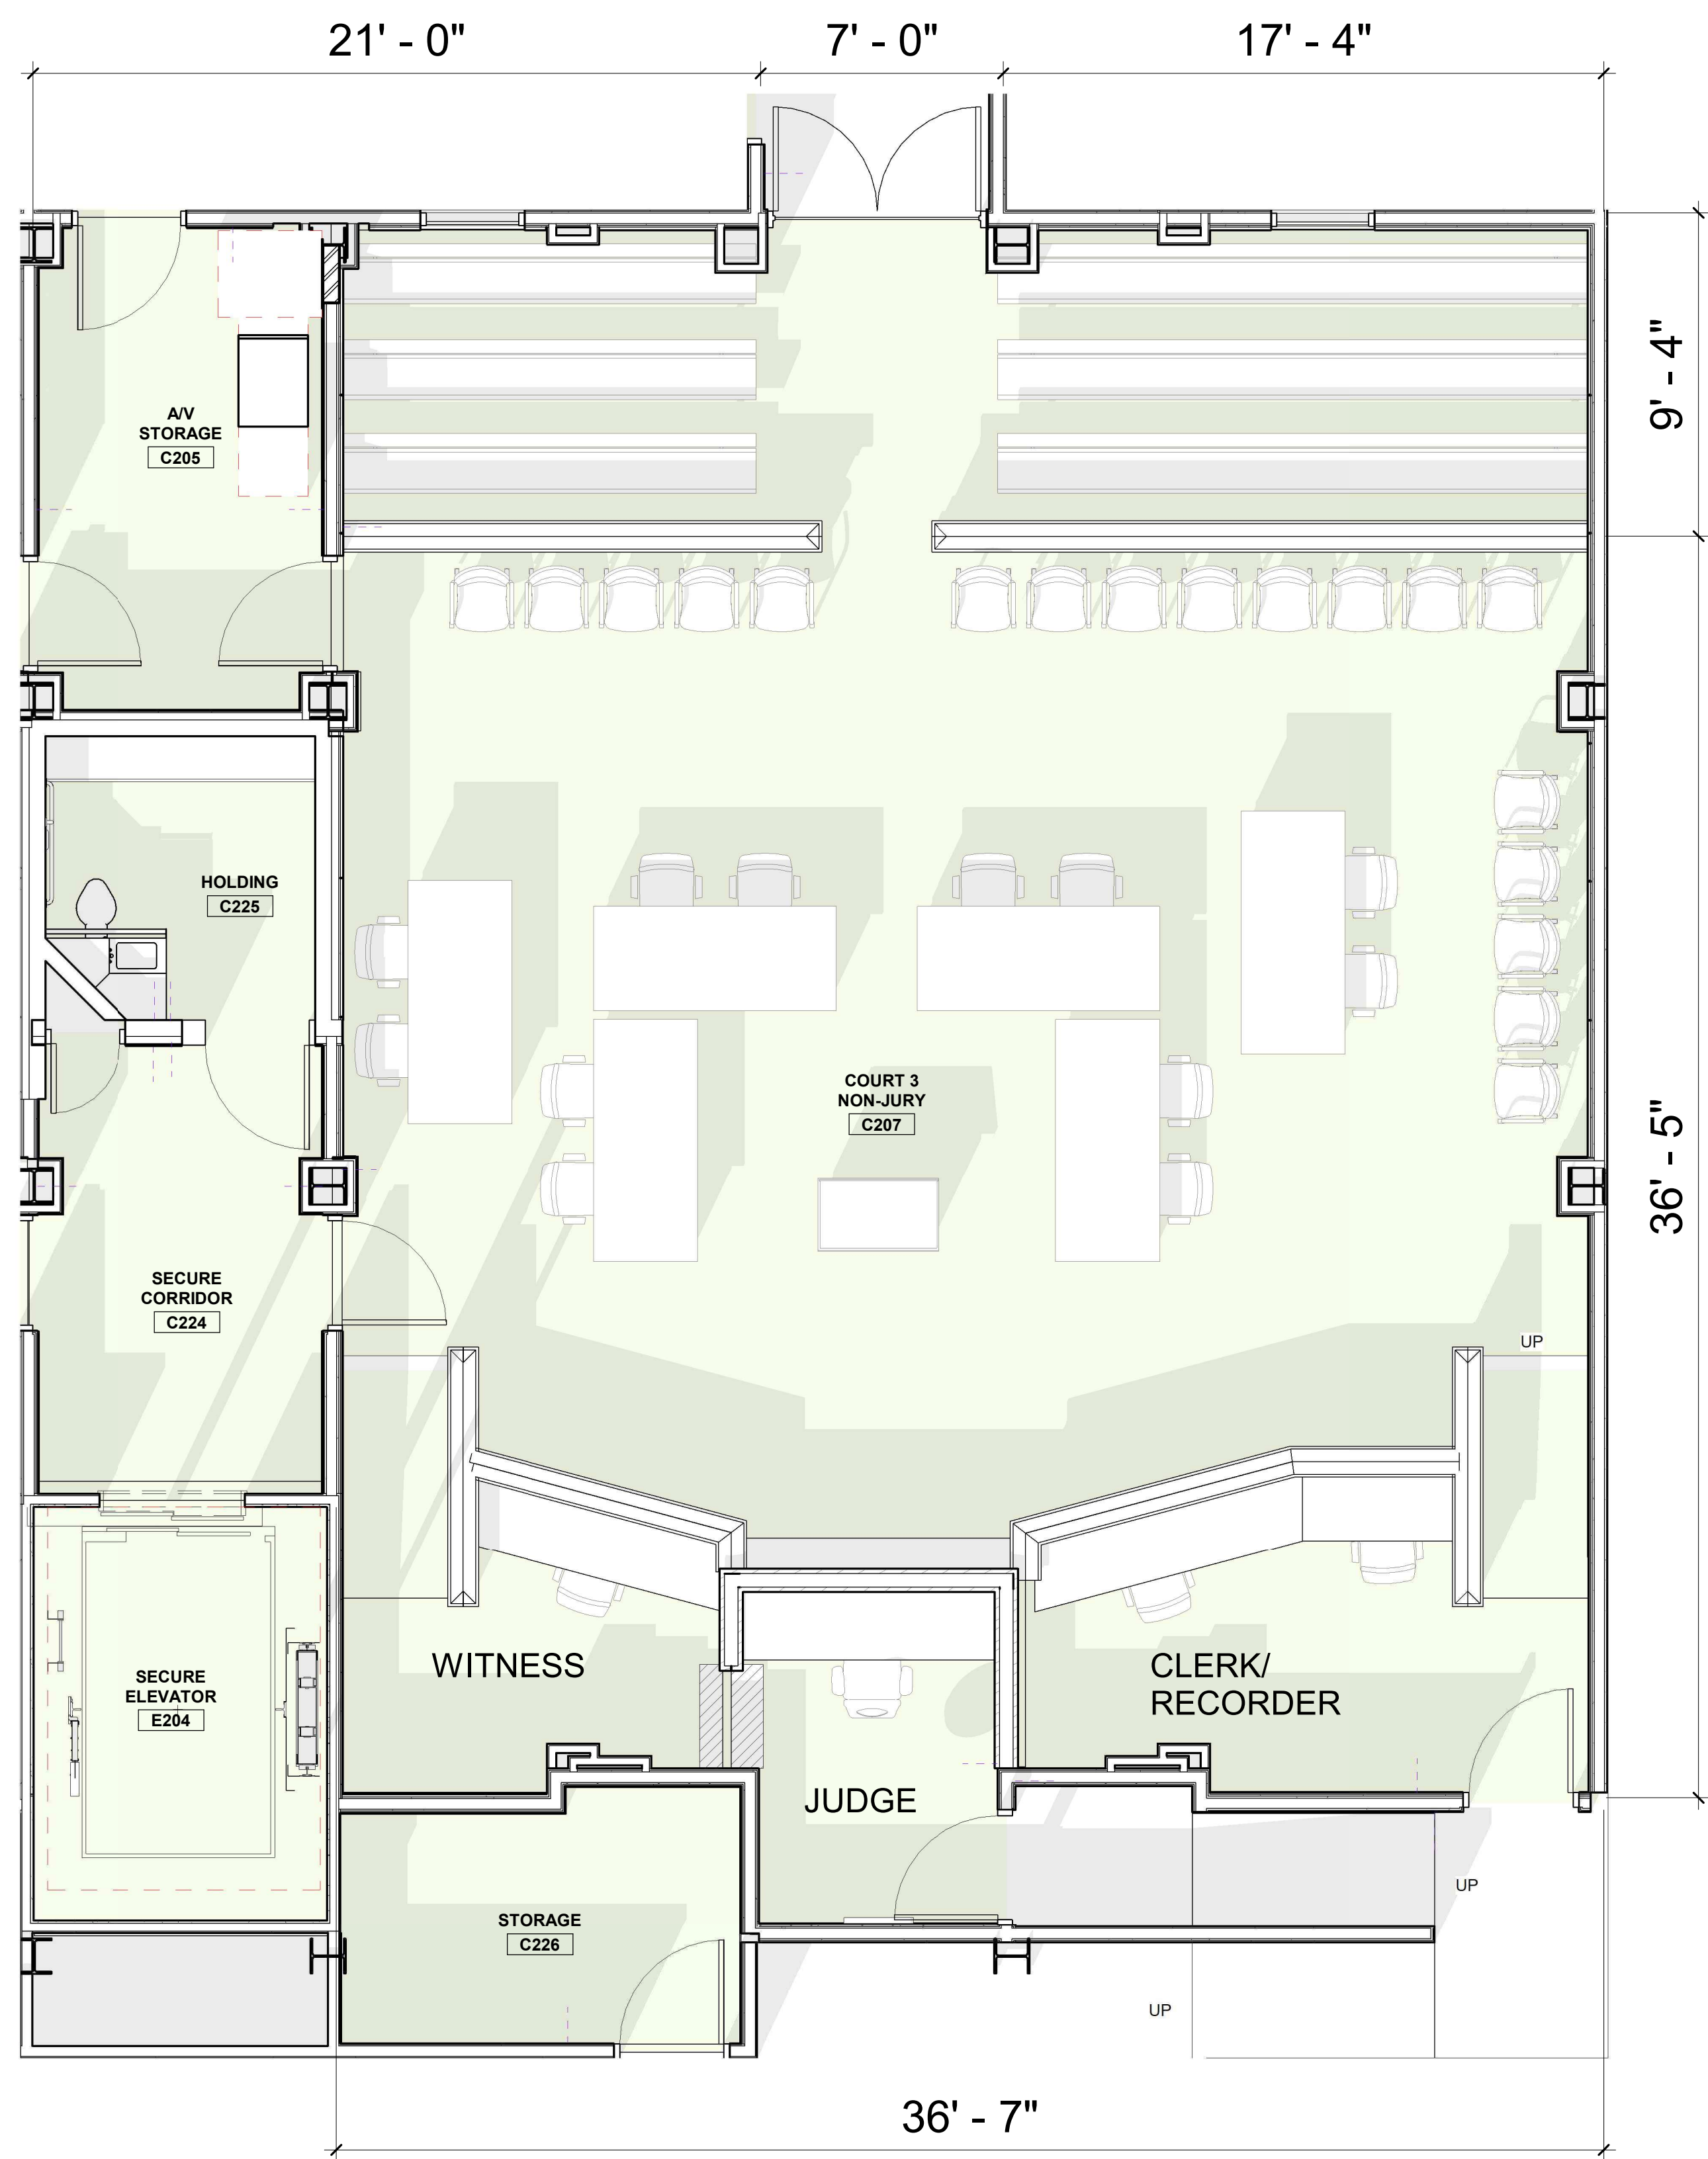 21' - 0"
7' - 0"
17' - 4"
9' - 4"
A/V
STORAGE
C205
HOLDING
C225
COURT 3
NON-JURY
C207
36' - 5"
SECURE
CORRIDOR
C224
UP
WITNESS
CLERK/
RECORDER
SECURE
ELEVATOR
E204
JUDGE
UP
STORAGE
C226
UP
36' - 7"